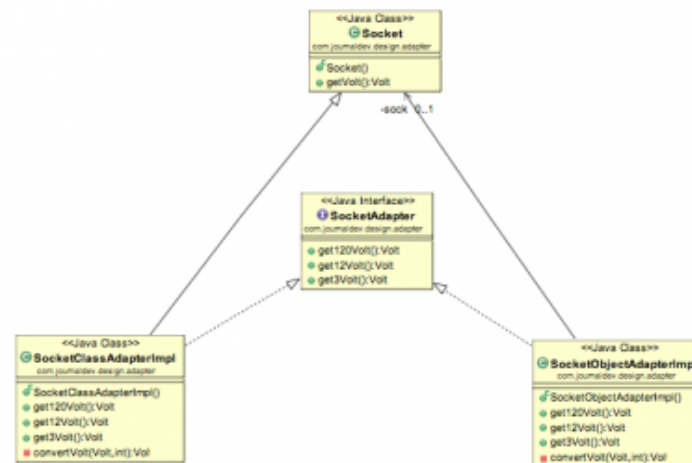 <<Java Class>>
Socket
com.journaldev.design.adapter
Socket()
getVolt():Volt
-sock 0..1
<<Java Interface>>
SocketAdapter
com.journaldev.design.adapter
get120Volt():Volt
get12Volt():Volt
get3Volt():Volt
<<Java Class>>
SocketClassAdapterImpl
com.journaldev.design.adapter
SocketClassAdapterImpl()
get120Volt():Volt
get12Volt():Volt
get3Volt():Volt
convertVolt(Volt,int):Vol
<<Java Class>>
SocketObjectAdapterImp
com.journaldev.design.adapter
SocketObjectAdapterImpl()
get120Volt():Volt
get12Volt():Volt
get3Volt():Volt
convertVolt(Volt,int):Vol